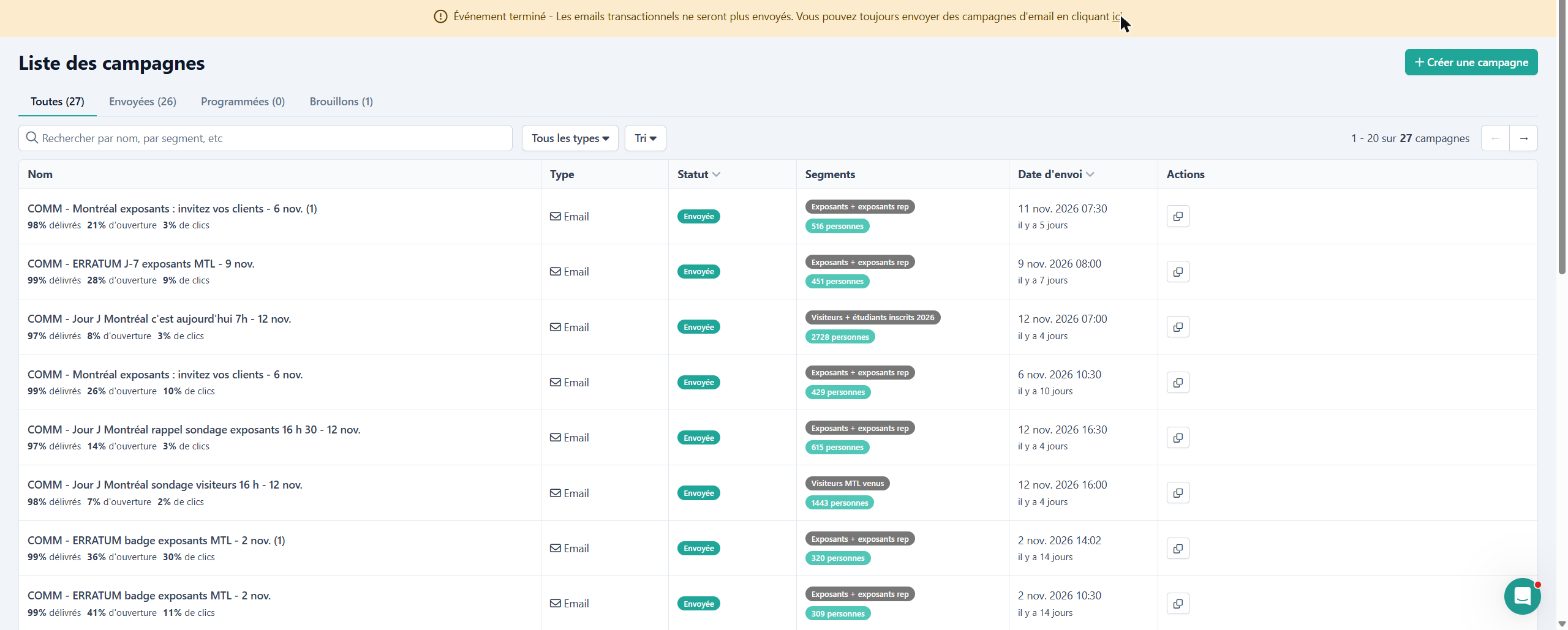 Événement terminé - Les emails transactionnels ne seront plus envoyés. Vous pouvez toujours envoyer des campagnes d'email en cliquant ici
Liste des campagnes
+ Créer une campagne
Toutes (27) Envoyées (26) Programmées (0) Brouillons (1)
Rechercher par nom, par segment, etc Tous les types Tri 1 - 20 sur 27 campagnes ← →
Nom Type Statut Segments Date d'envoi Actions
COMM - Montréal exposants : invitez vos clients - 6 nov. (1)
98% délivrés 21% d'ouverture 3% de clics
Email
Envoyée
Exposants + exposants rep
516 personnes
11 nov. 2026 07:30
il y a 5 jours
COMM - ERRATUM J-7 exposants MTL - 9 nov.
99% délivrés 28% d'ouverture 9% de clics
Email
Envoyée
Exposants + exposants rep
451 personnes
9 nov. 2026 08:00
il y a 7 jours
COMM - Jour J Montréal c'est aujourd'hui 7h - 12 nov.
97% délivrés 8% d'ouverture 3% de clics
Email
Envoyée
Visiteurs + étudiants inscrits 2026
2728 personnes
12 nov. 2026 07:00
il y a 4 jours
COMM - Montréal exposants : invitez vos clients - 6 nov.
99% délivrés 26% d'ouverture 10% de clics
Email
Envoyée
Exposants + exposants rep
429 personnes
6 nov. 2026 10:30
il y a 10 jours
COMM - Jour J Montréal rappel sondage exposants 16 h 30 - 12 nov.
97% délivrés 14% d'ouverture 3% de clics
Email
Envoyée
Exposants + exposants rep
615 personnes
12 nov. 2026 16:30
il y a 4 jours
COMM - Jour J Montréal sondage visiteurs 16 h - 12 nov.
98% délivrés 7% d'ouverture 2% de clics
Email
Envoyée
Visiteurs MTL venus
1443 personnes
12 nov. 2026 16:00
il y a 4 jours
COMM - ERRATUM badge exposants MTL - 2 nov. (1)
99% délivrés 36% d'ouverture 30% de clics
Email
Envoyée
Exposants + exposants rep
320 personnes
2 nov. 2026 14:02
il y a 14 jours
COMM - ERRATUM badge exposants MTL - 2 nov.
99% délivrés 41% d'ouverture 11% de clics
Email
Envoyée
Exposants + exposants rep
309 personnes
2 nov. 2026 10:30
il y a 14 jours